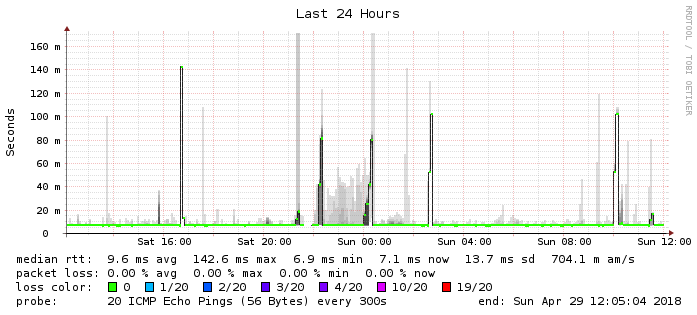 Last 24 Hours
RRDTOOL / TOBI OETIKER
Seconds
160 m
140 m
120 m
100 m
80 m
60 m
40 m
20 m
0
Sat 16:00 Sat 20:00 Sun 00:00 Sun 04:00 Sun 08:00 Sun 12:00
median rtt: 9.6 ms avg 142.6 ms max 6.9 ms min 7.1 ms now 13.7 ms sd 704.1 m am/s
packet loss: 0.00 % avg 0.00 % max 0.00 % min 0.00 % now
loss color: 0 1/20 2/20 3/20 4/20 10/20 19/20
probe: 20 ICMP Echo Pings (56 Bytes) every 300s end: Sun Apr 29 12:05:04 2018